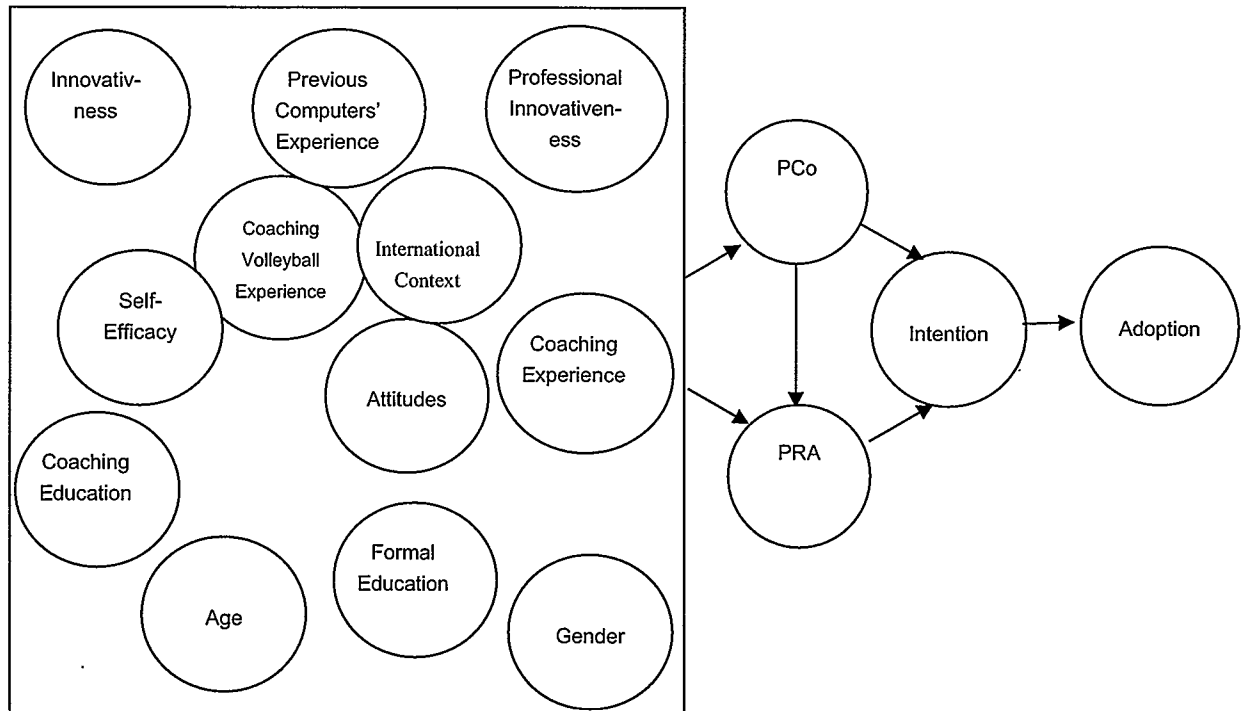 Innovativ-
ness
Previous
Computers'
Experience
Professional
Innovativen-
ess
Coaching
Volleyball
Experience
International
Context
Self-
Efficacy
Attitudes
Coaching
Experience
Coaching
Education
Age
Formal
Education
Gender
PCo
PRA
Intention
Adoption